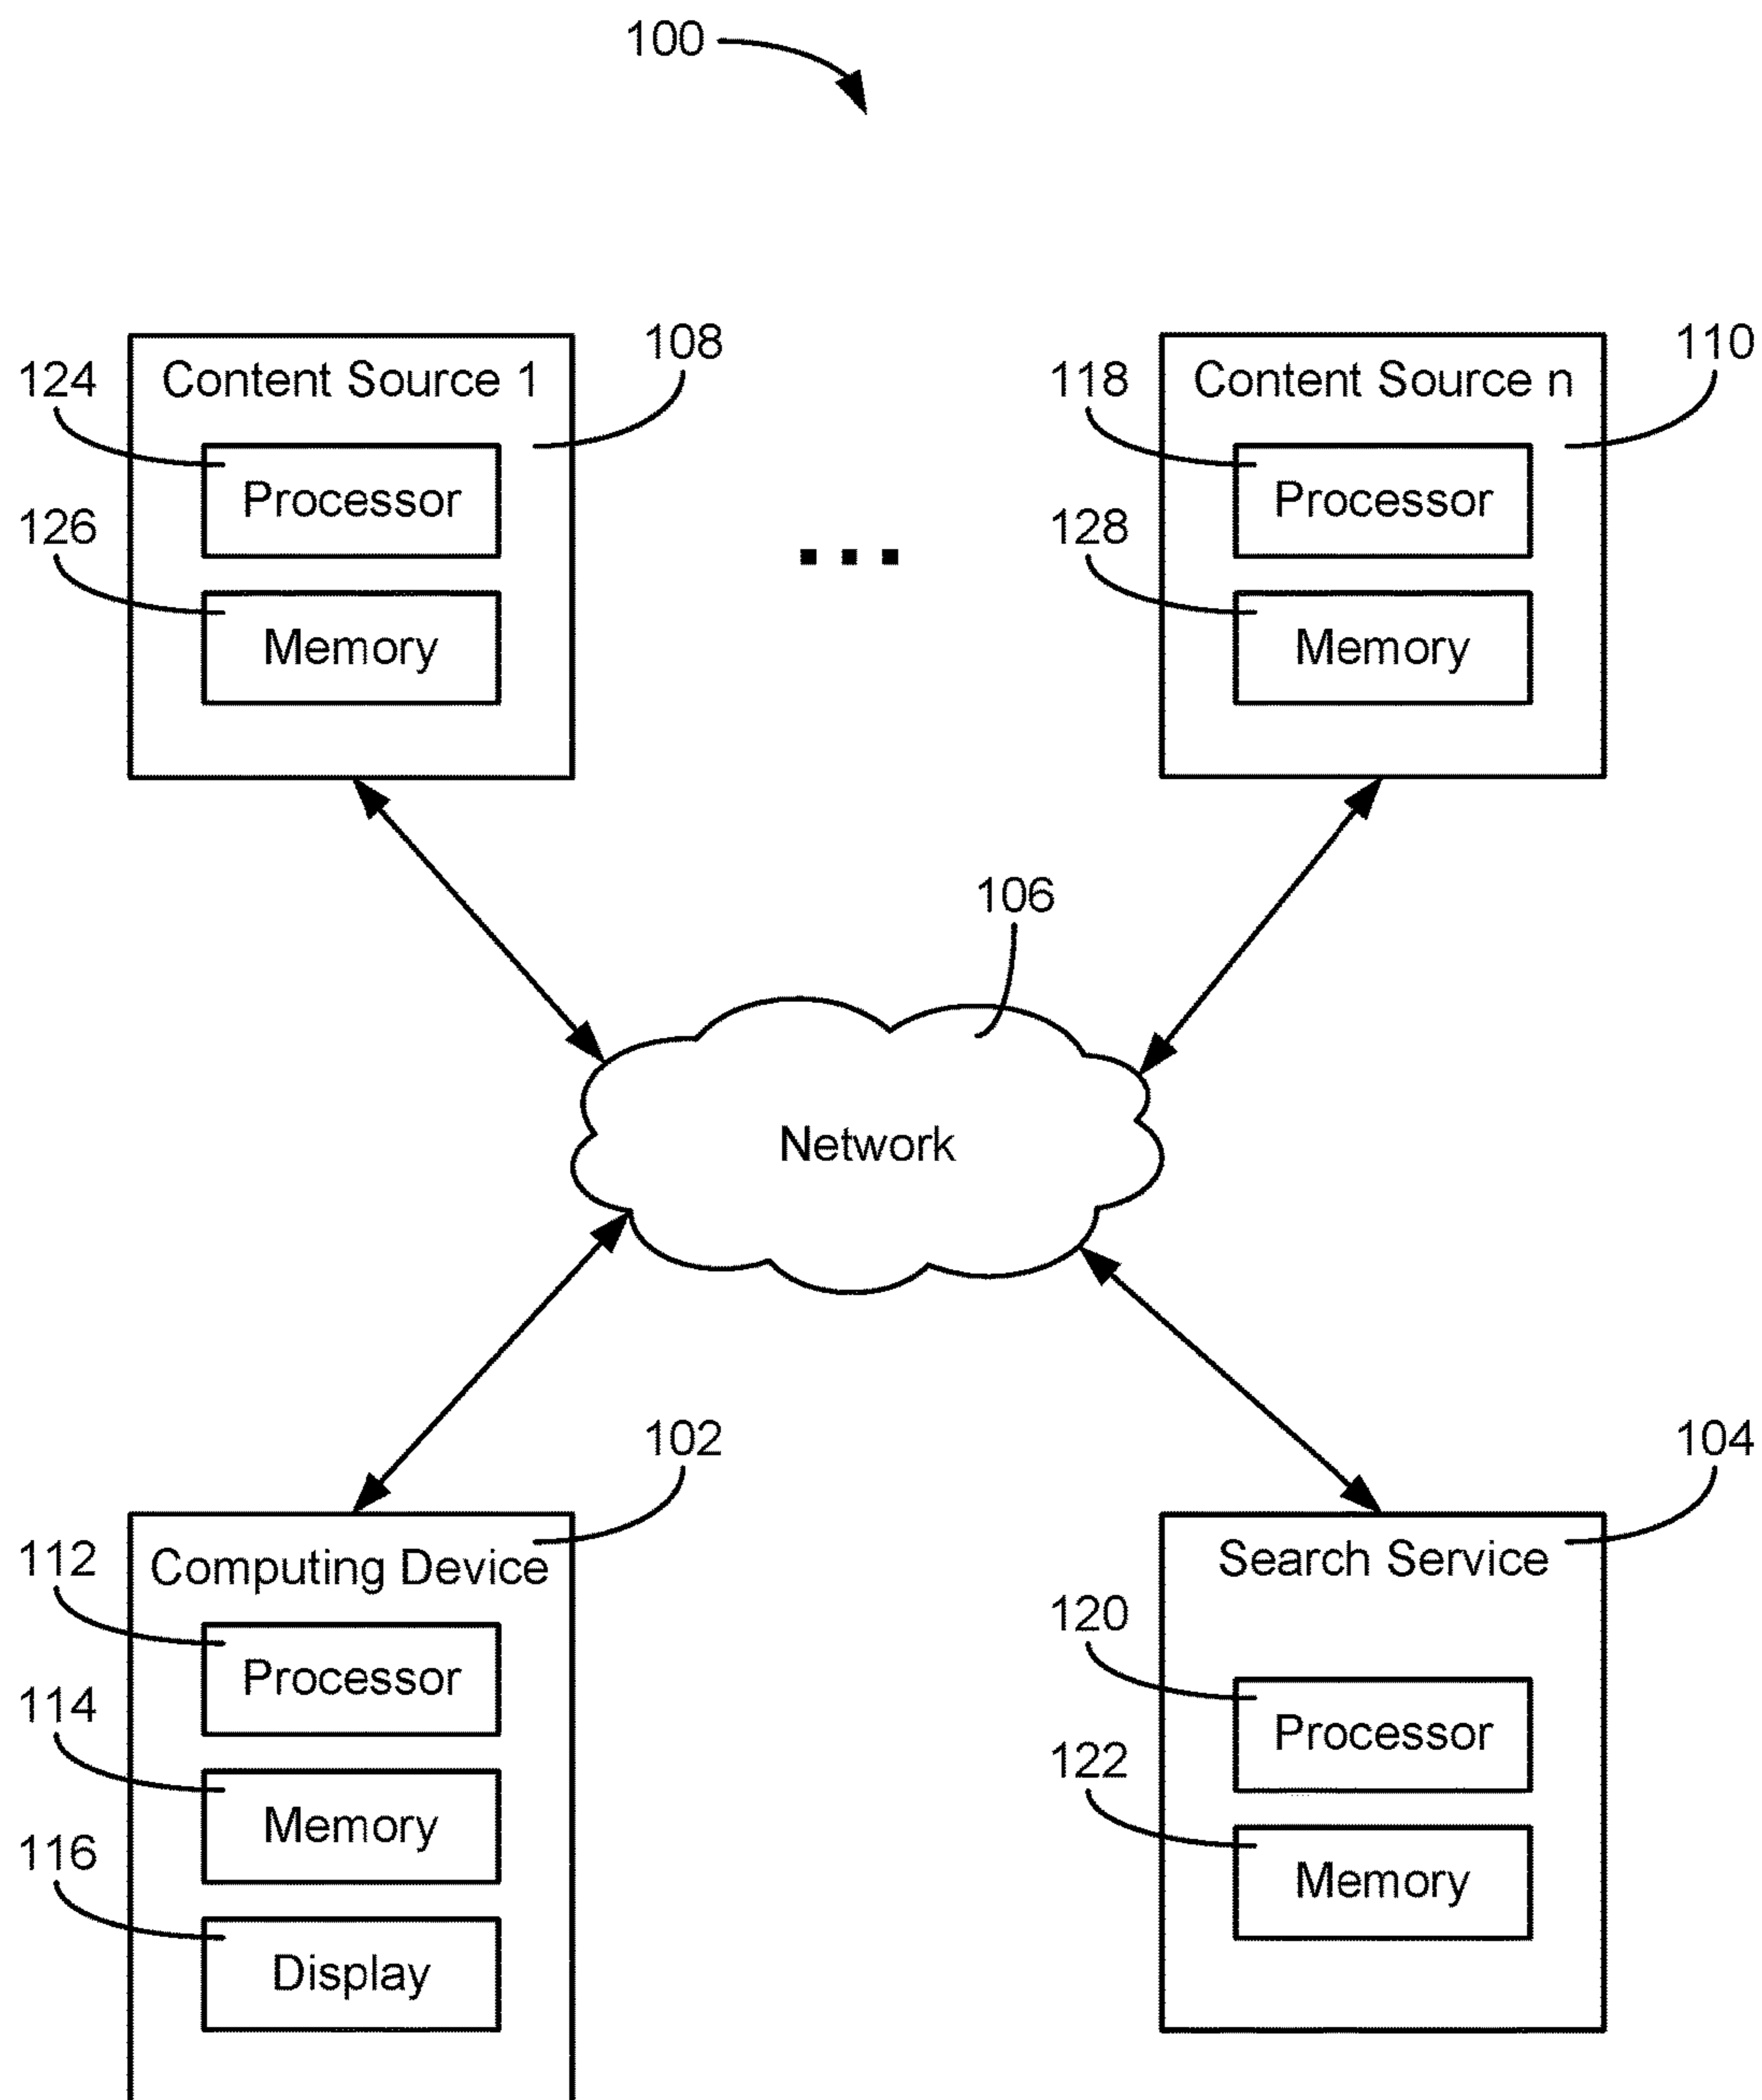 100
108
110
124
Content Source 1
118
Content Source n
Processor
Processor
126
128
Memory
Memory
106
Network
102
104
112
Computing Device
Search Service
120
Processor
Processor
114
122
Memory
Memory
116
Display